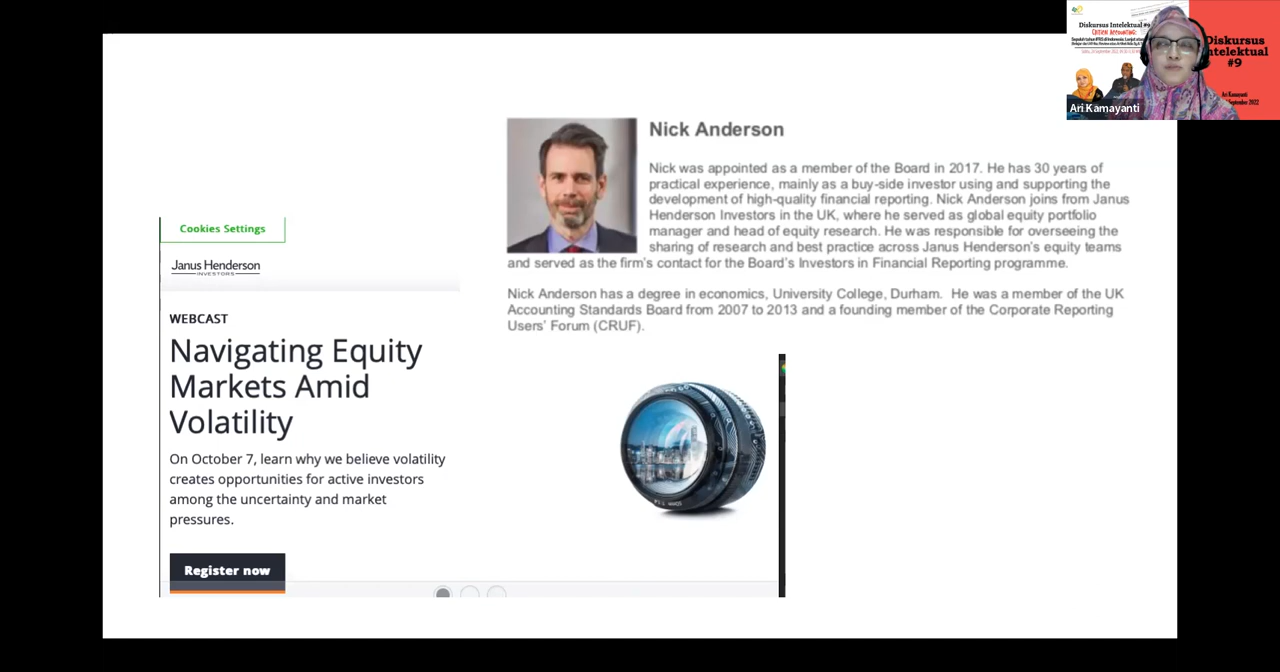 Cookies Settings
Janus Henderson
INVESTORS
WEBCAST
Navigating Equity
Markets Amid
Volatility
On October 7, learn why we believe volatility
creates opportunities for active investors
among the uncertainty and market
pressures.
Register now
Nick Anderson
Nick was appointed as a member of the Board in 2017. He has 30 years of
practical experience, mainly as a buy-side investor using and supporting the
development of high-quality financial reporting. Nick Anderson joins from Janus
Henderson Investors in the UK, where he served as global equity portfolio
manager and head of equity research. He was responsible for overseeing the
sharing of research and best practice across Janus Henderson's equity teams
and served as the firm's contact for the Board's Investors in Financial Reporting programme.
Nick Anderson has a degree in economics, University College, Durham. He was a member of the UK
Accounting Standards Board from 2007 to 2013 and a founding member of the Corporate Reporting
Users' Forum (CRUF).
Diskursus Intelektual #9
Ari Kamayanti
Diskursus
Intelektual
#9
Ari Kamayanti
September 2022